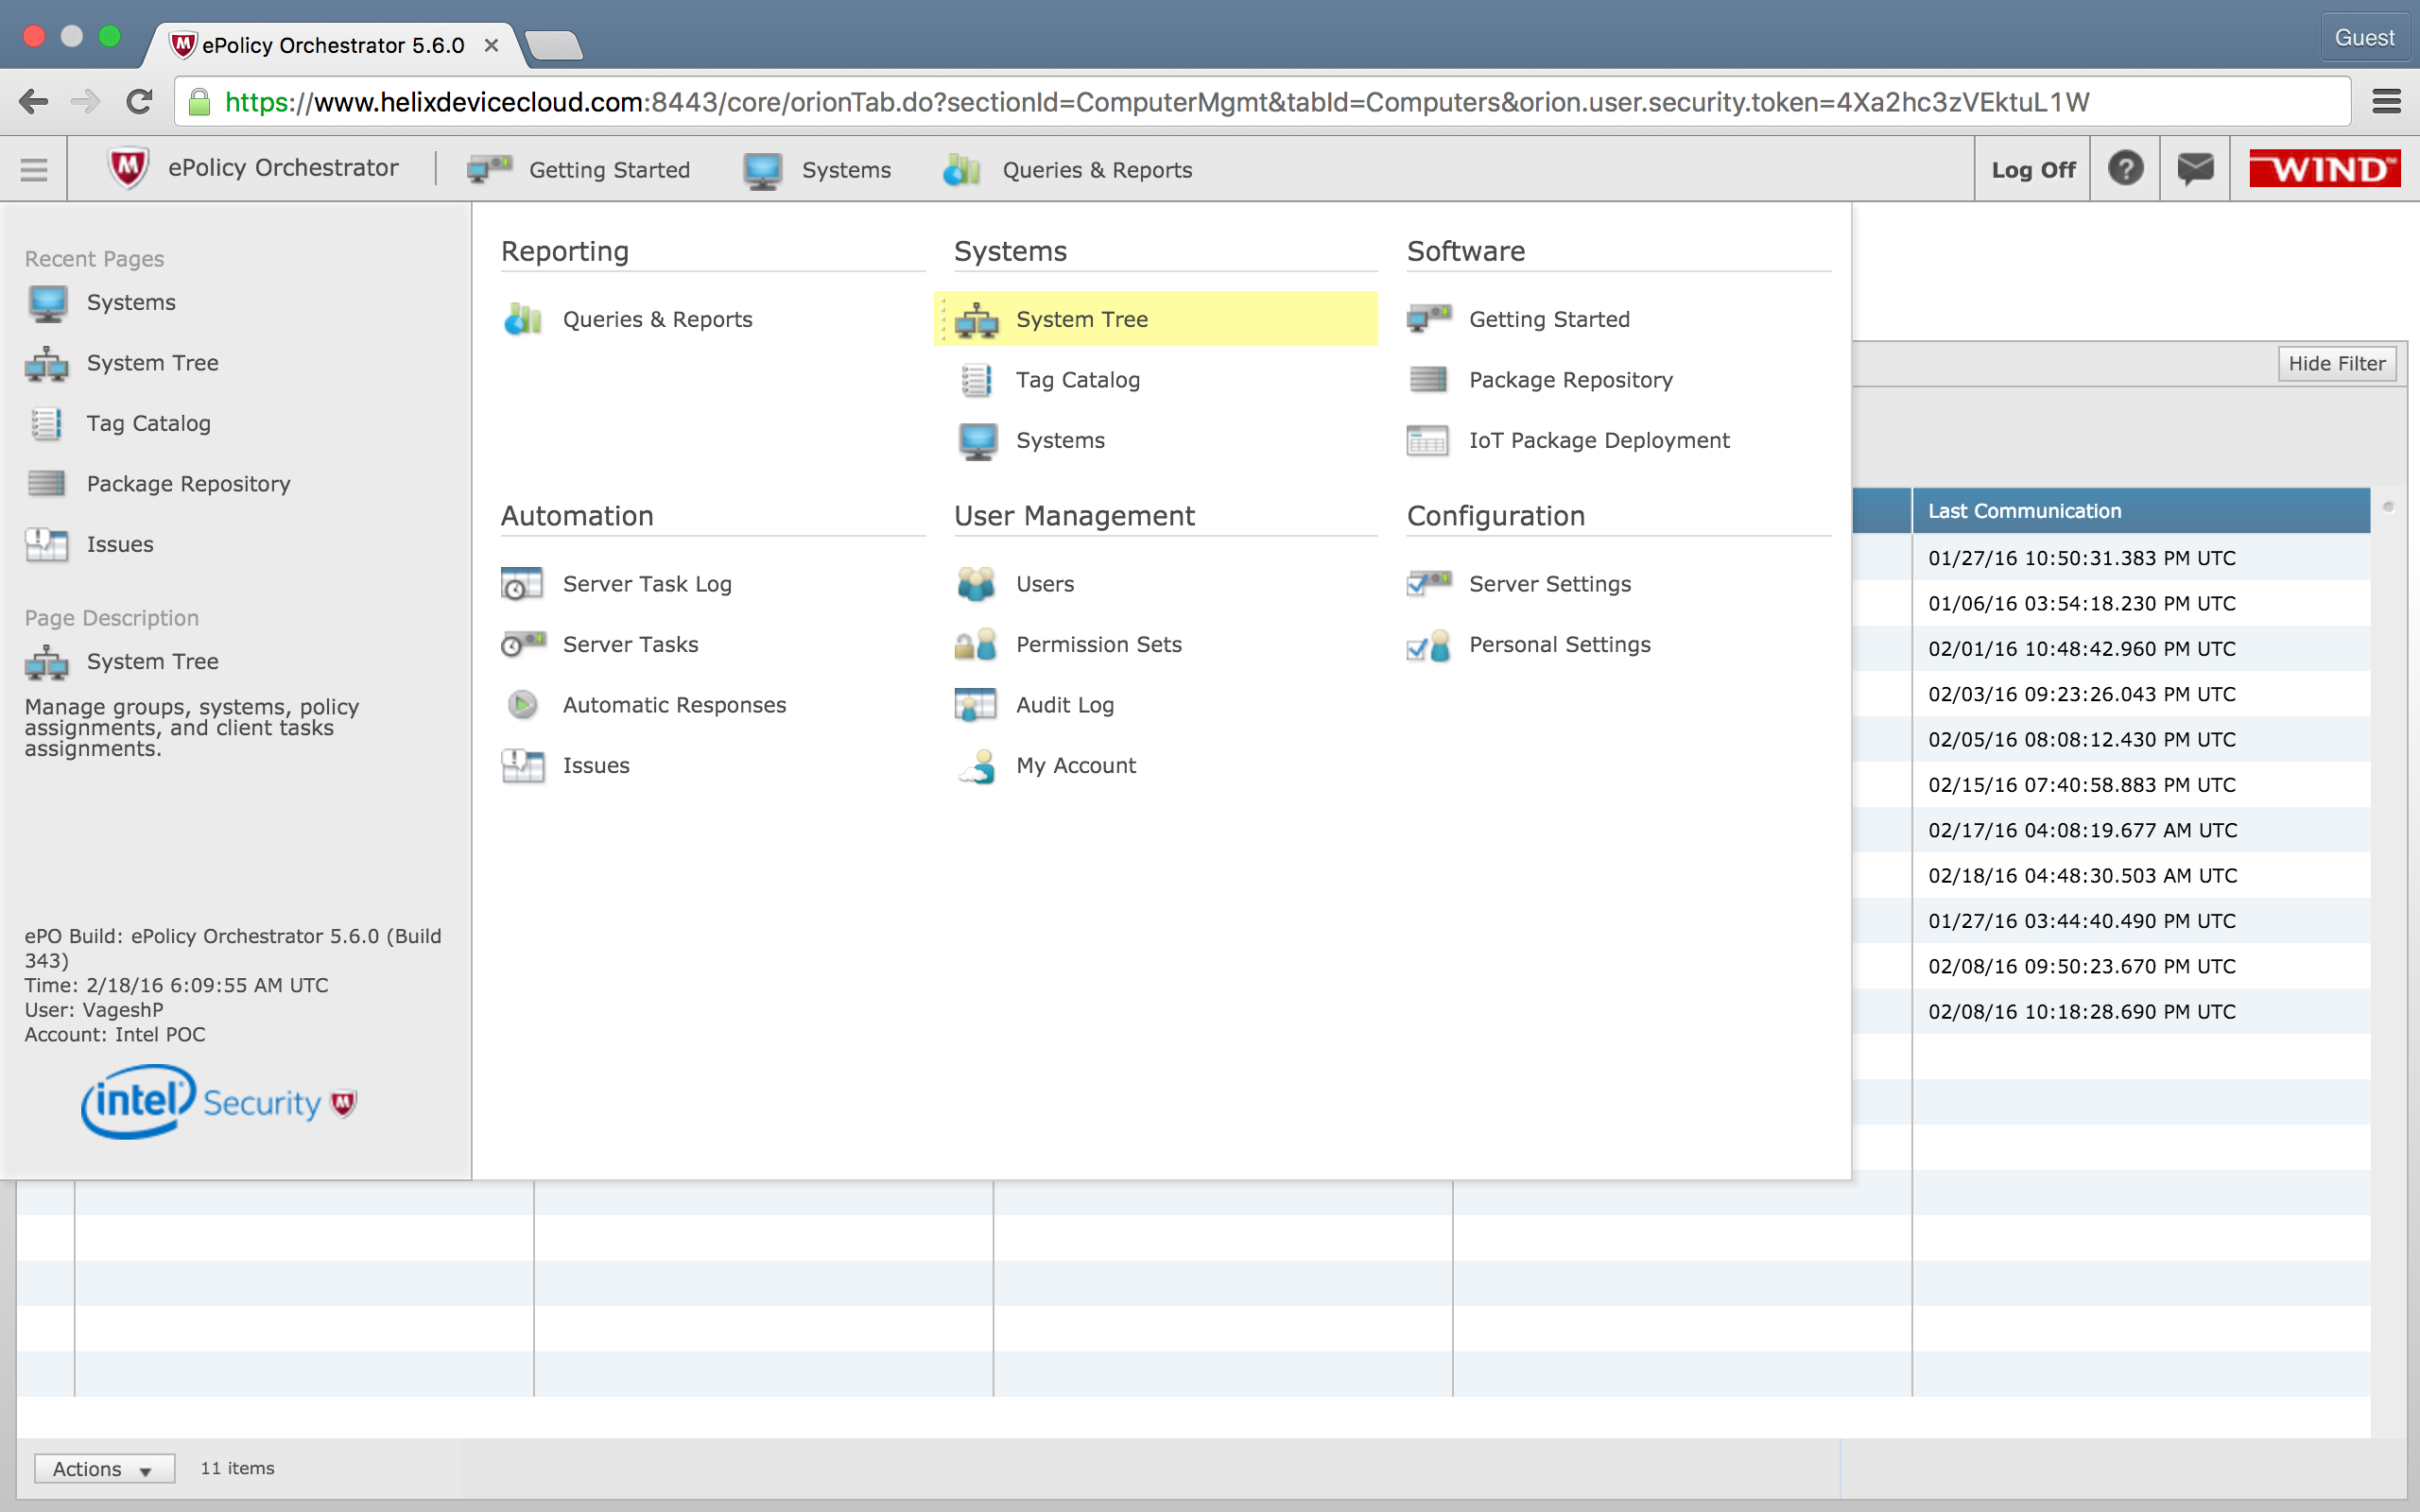 ePolicy Orchestrator 5.6.0
Guest
https://www.helixdevicecloud.com:8443/core/orionTab.do?sectionId=ComputerMgmt&tabId=Computers&orion.user.security.token=4Xa2hc3zVEktuL1W
ePolicy Orchestrator
Getting Started
Systems
Queries & Reports
Log Off
WIND™
Recent Pages
Systems
System Tree
Tag Catalog
Package Repository
Issues
Page Description
System Tree
Manage groups, systems, policy
assignments, and client tasks
assignments.
ePO Build: ePolicy Orchestrator 5.6.0 (Build
343)
Time: 2/18/16 6:09:55 AM UTC
User: VageshP
Account: Intel POC
intel Security
Reporting
Queries & Reports
Systems
System Tree
Tag Catalog
Systems
Software
Getting Started
Package Repository
IoT Package Deployment
Automation
Server Task Log
Server Tasks
Automatic Responses
Issues
User Management
Users
Permission Sets
Audit Log
My Account
Configuration
Server Settings
Personal Settings
Hide Filter
Last Communication
01/27/16 10:50:31.383 PM UTC
01/06/16 03:54:18.230 PM UTC
02/01/16 10:48:42.960 PM UTC
02/03/16 09:23:26.043 PM UTC
02/05/16 08:08:12.430 PM UTC
02/15/16 07:40:58.883 PM UTC
02/17/16 04:08:19.677 AM UTC
02/18/16 04:48:30.503 AM UTC
01/27/16 03:44:40.490 PM UTC
02/08/16 09:50:23.670 PM UTC
02/08/16 10:18:28.690 PM UTC
Actions
11 items